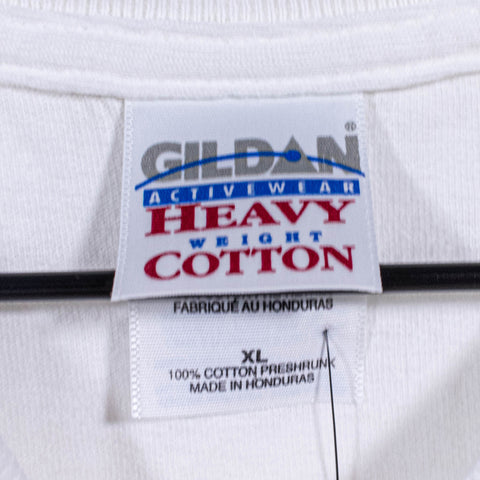 GILDAN®
ACTIVEWEAR
HEAVY
WEIGHT
COTTON
FABRIQUÉ AU HONDURAS
XL
100% COTTON PRESHRUNK
MADE IN HONDURAS